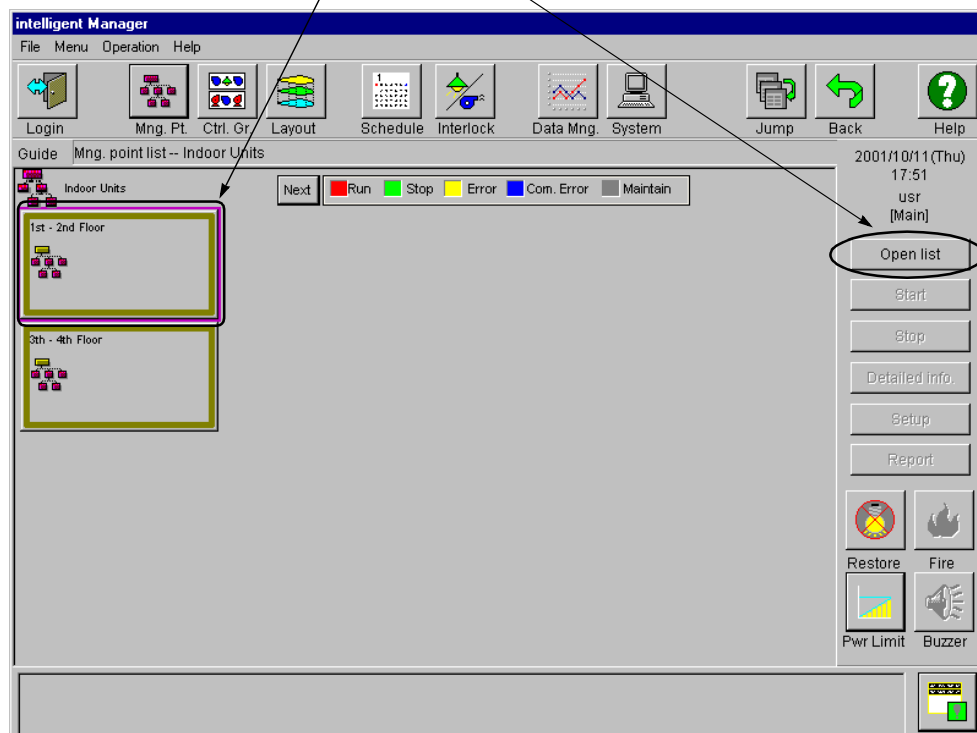 intelligent Manager
File Menu Operation Help
Login Mng. Pt. Ctrl. Gr. Layout Schedule Interlock Data Mng. System Jump Back Help
Guide Mng. point list -- Indoor Units
2001/10/11(Thu)
17:51
usr
[Main]
Indoor Units
Next Run Stop Error Com. Error Maintain
1st - 2nd Floor
3th - 4th Floor
Open list
Start
Stop
Detailed info.
Setup
Report
Restore Fire
Pwr Limit Buzzer